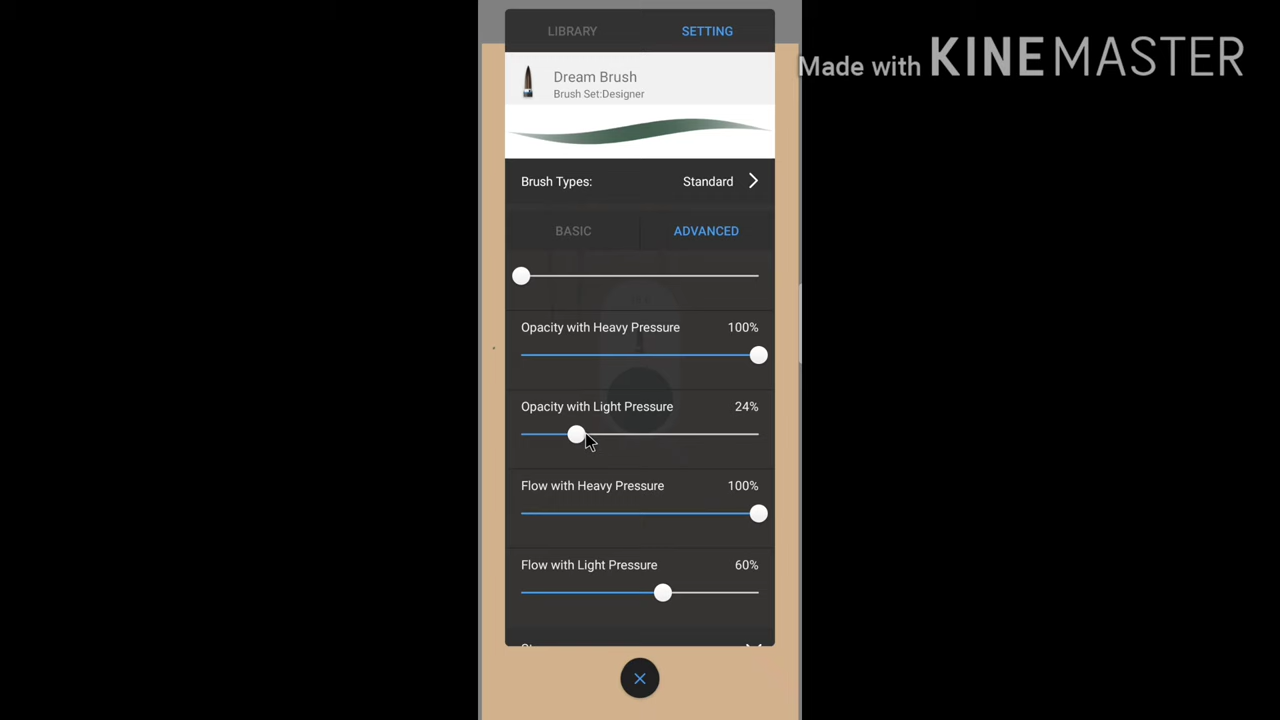 LIBRARY SETTING
Made with KINEMASTER
Dream Brush
Brush Set:Designer
Brush Types: Standard
BASIC ADVANCED
Opacity with Heavy Pressure 100%
Opacity with Light Pressure 24%
Flow with Heavy Pressure 100%
Flow with Light Pressure 60%